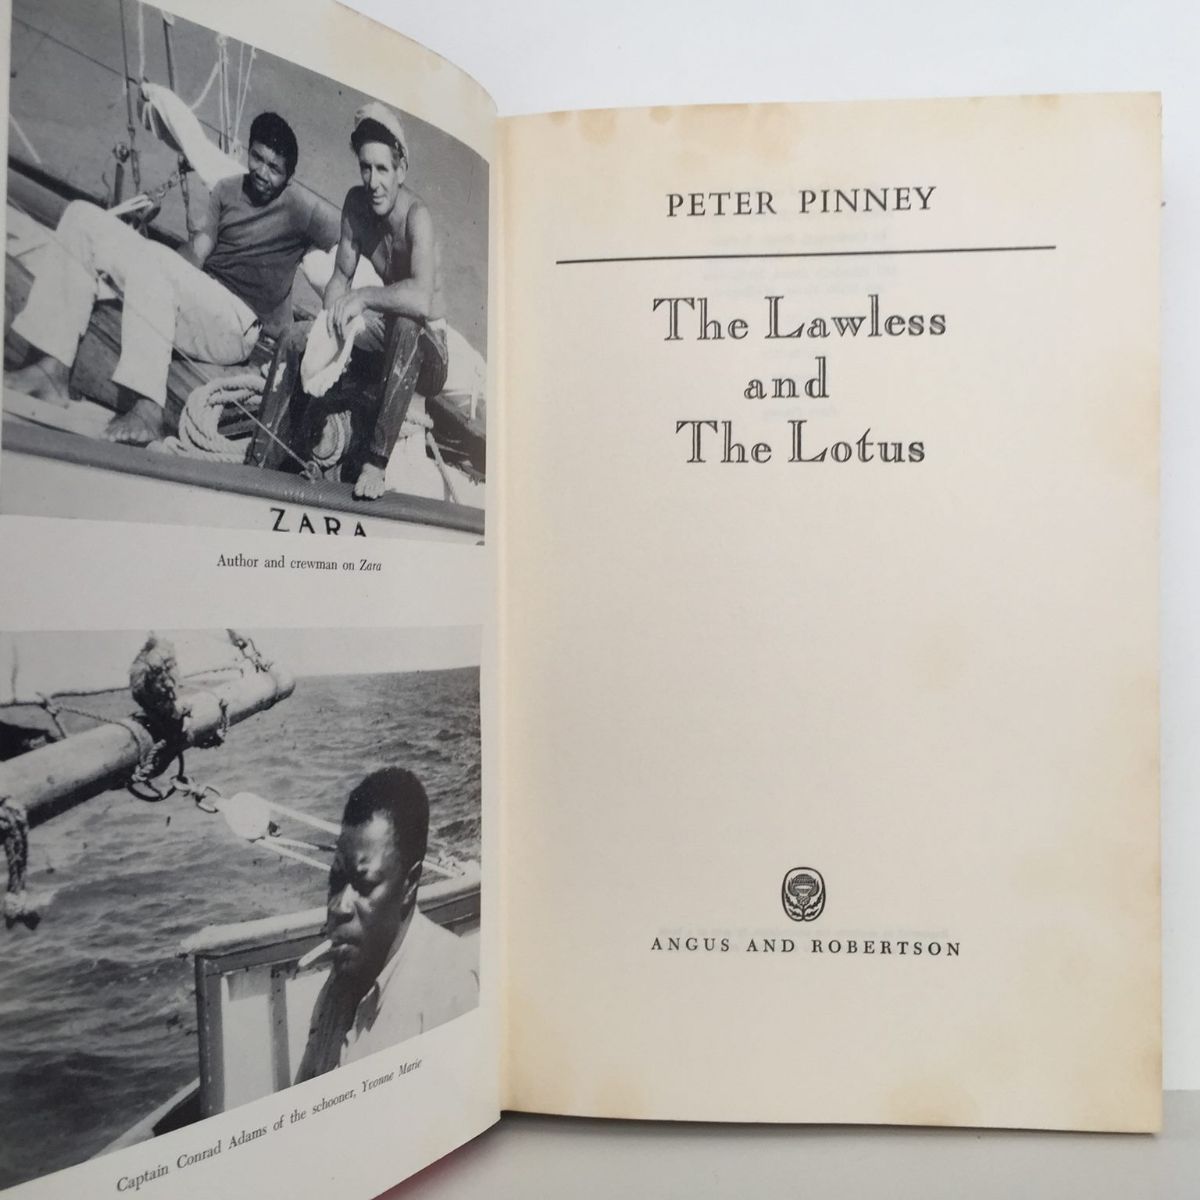 ZARA
Author and crewman on Zara
Captain Conrad Adams of the schooner, Yvonne Marie
PETER PINNEY
The Lawless
and
The Lotus
ANGUS AND ROBERTSON